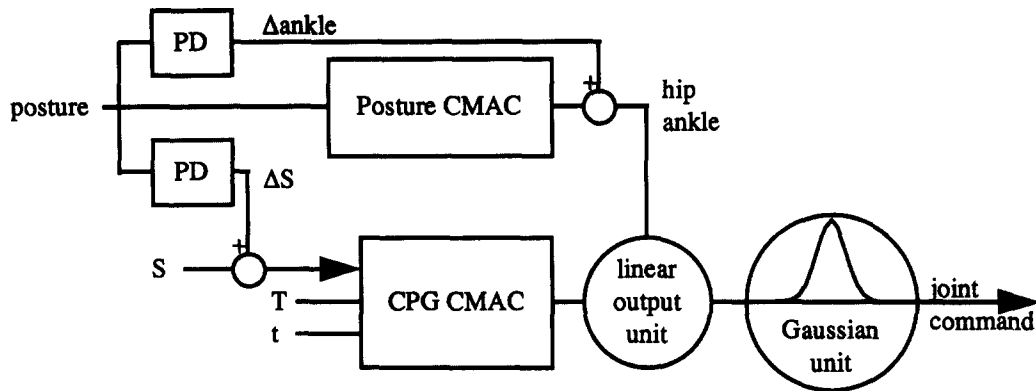 PD
Δankle
posture
Posture CMAC
+
hip
ankle
PD
ΔS
+
S
T
t
CPG CMAC
linear
output
unit
Gaussian
unit
joint
command